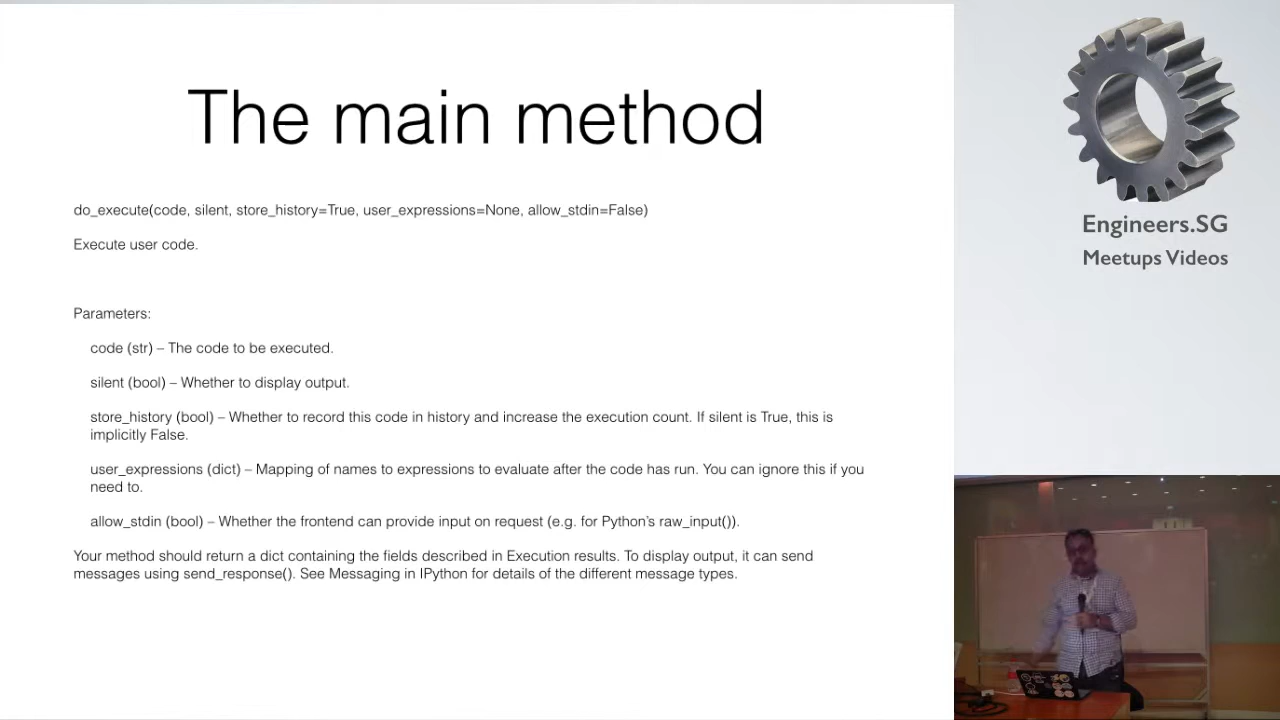 The main method
do_execute(code, silent, store_history=True, user_expressions=None, allow_stdin=False)
Execute user code.
Parameters:
code (str) – The code to be executed.
silent (bool) – Whether to display output.
store_history (bool) – Whether to record this code in history and increase the execution count. If silent is True, this is
implicitly False.
user_expressions (dict) – Mapping of names to expressions to evaluate after the code has run. You can ignore this if you
need to.
allow_stdin (bool) – Whether the frontend can provide input on request (e.g. for Python’s raw_input()).
Your method should return a dict containing the fields described in Execution results. To display output, it can send
messages using send_response(). See Messaging in IPython for details of the different message types.
Engineers.SG
Meetups Videos